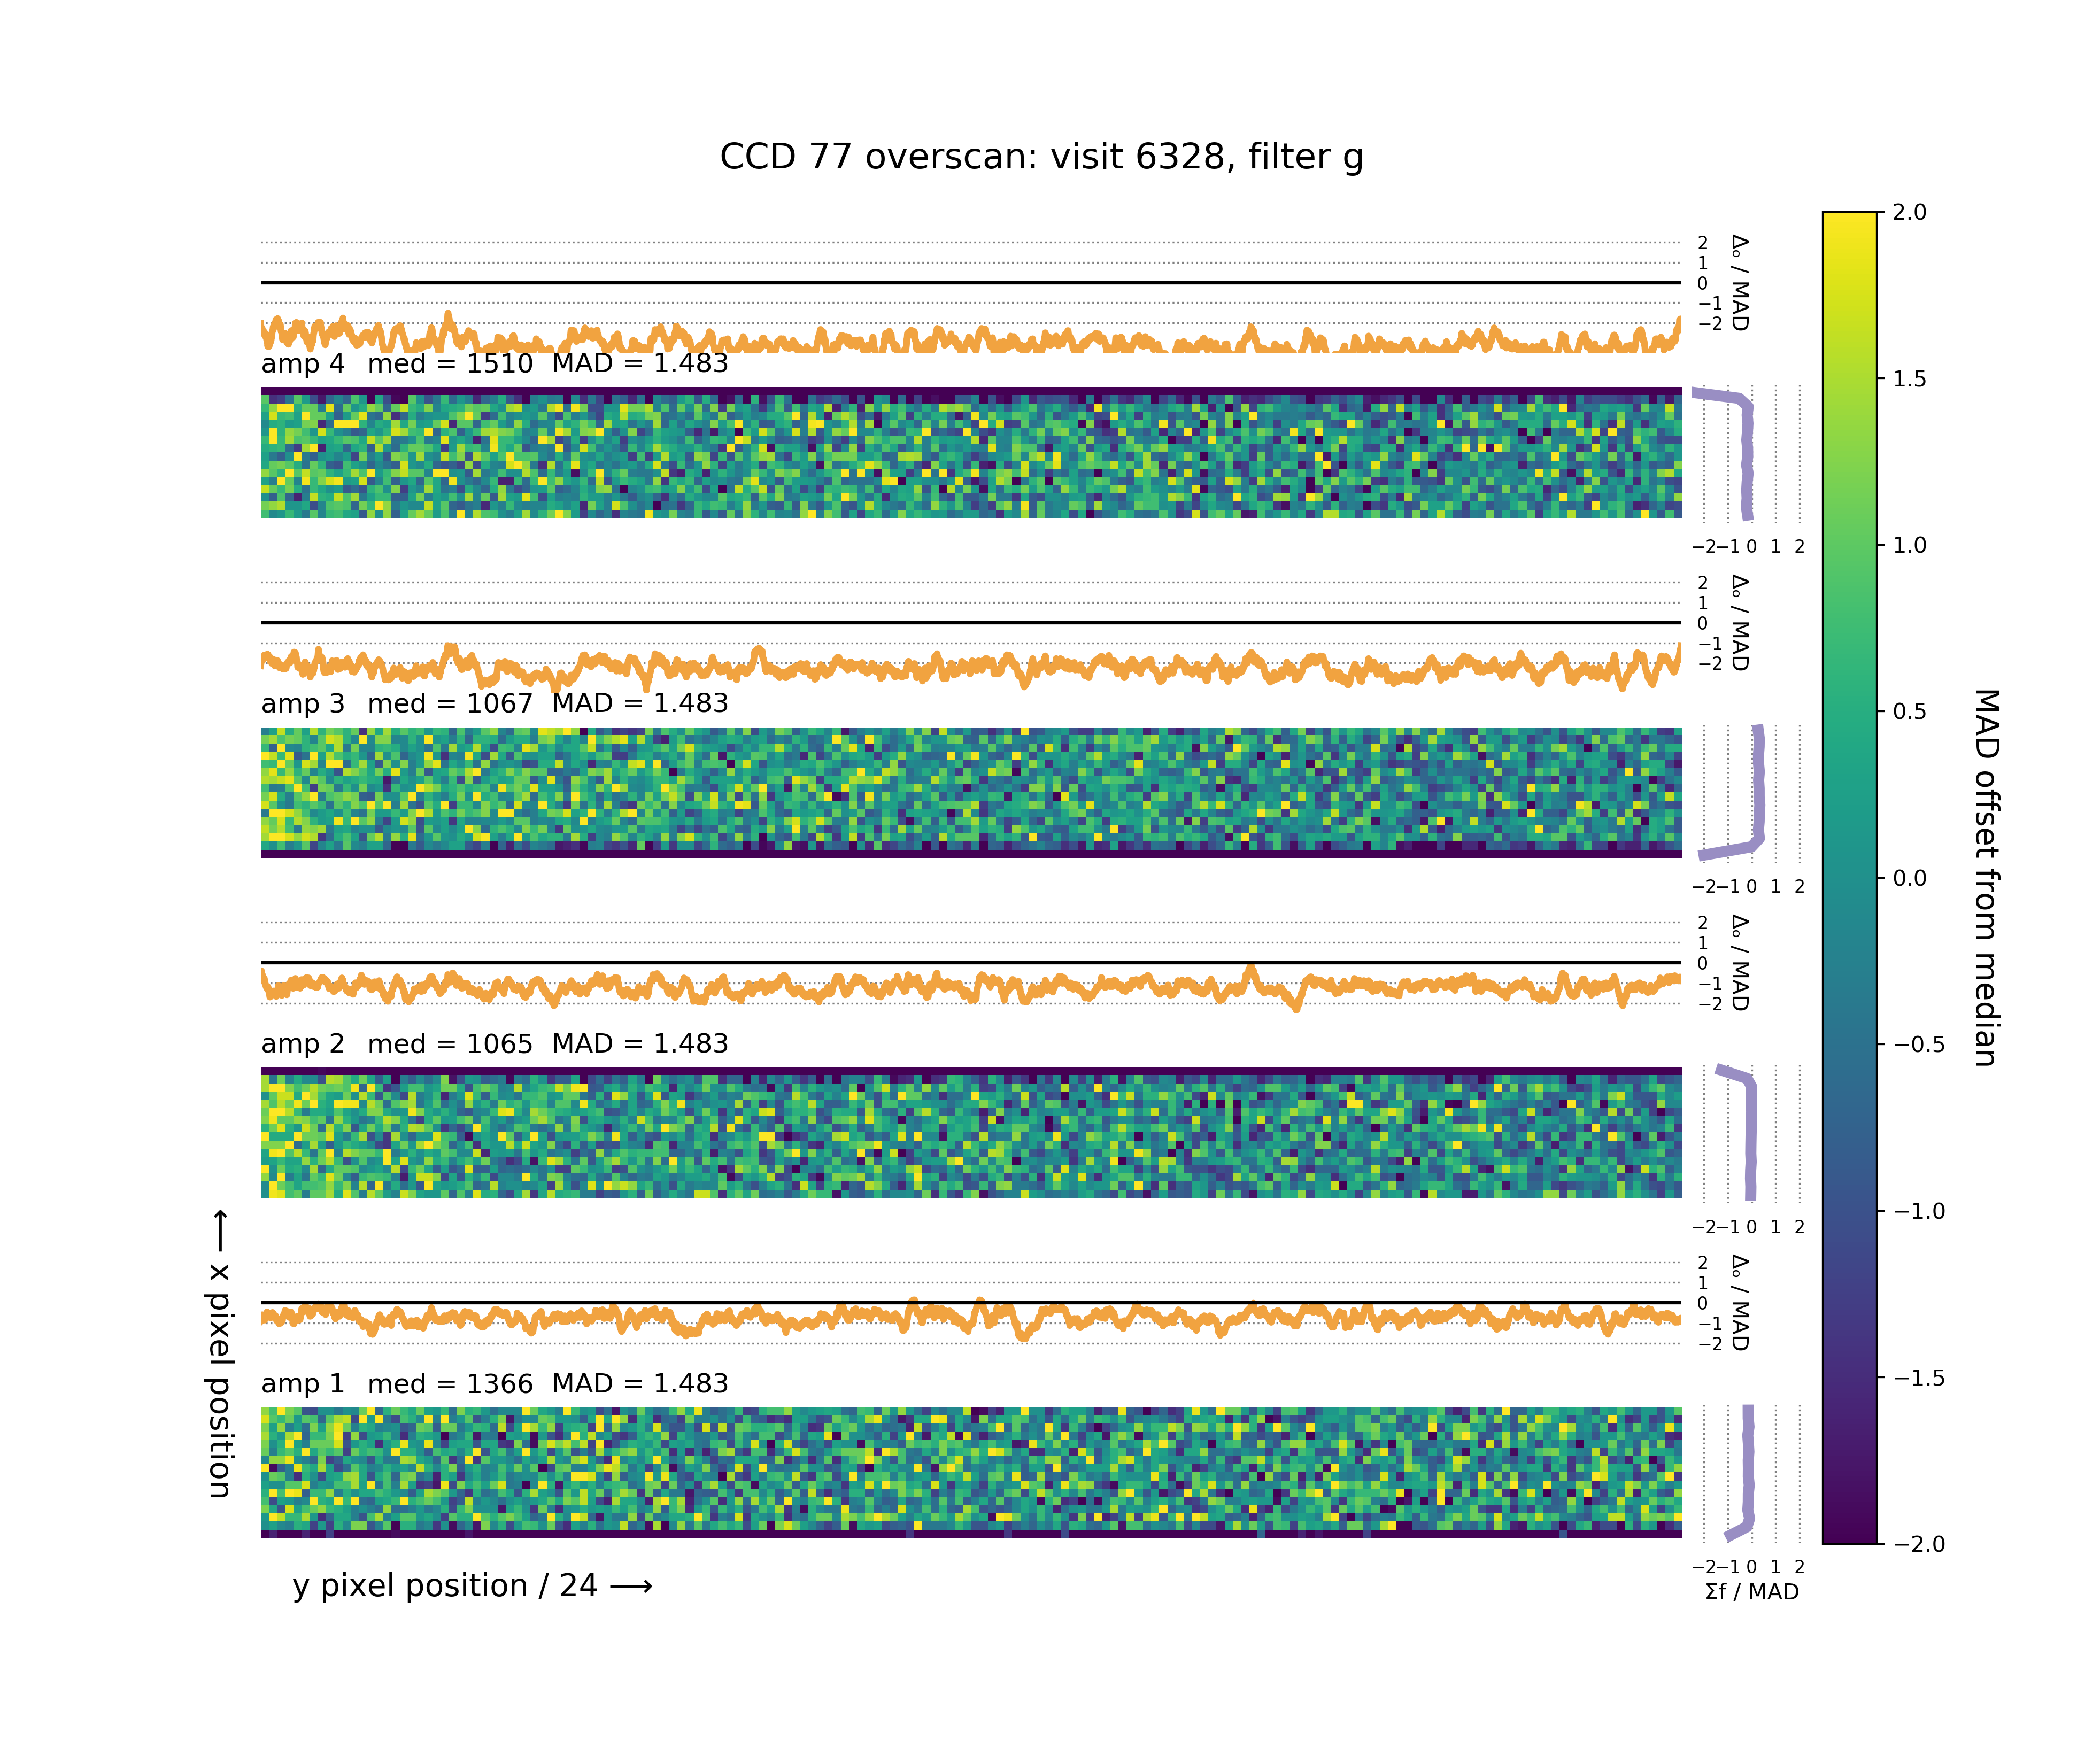 CCD 77 overscan: visit 6328, filter g
2
1
0
−1
−2
Δₒ / MAD
amp 4 med = 1510 MAD = 1.483
−2 −1 0 1 2
2
1
0
−1
−2
Δₒ / MAD
amp 3 med = 1067 MAD = 1.483
−2 −1 0 1 2
2
1
0
−1
−2
Δₒ / MAD
amp 2 med = 1065 MAD = 1.483
−2 −1 0 1 2
2
1
0
−1
−2
Δₒ / MAD
amp 1 med = 1366 MAD = 1.483
−2 −1 0 1 2
Σf / MAD
y pixel position / 24 ⟶
⟵ x pixel position
2.0
1.5
1.0
0.5
0.0
−0.5
−1.0
−1.5
−2.0
MAD offset from median